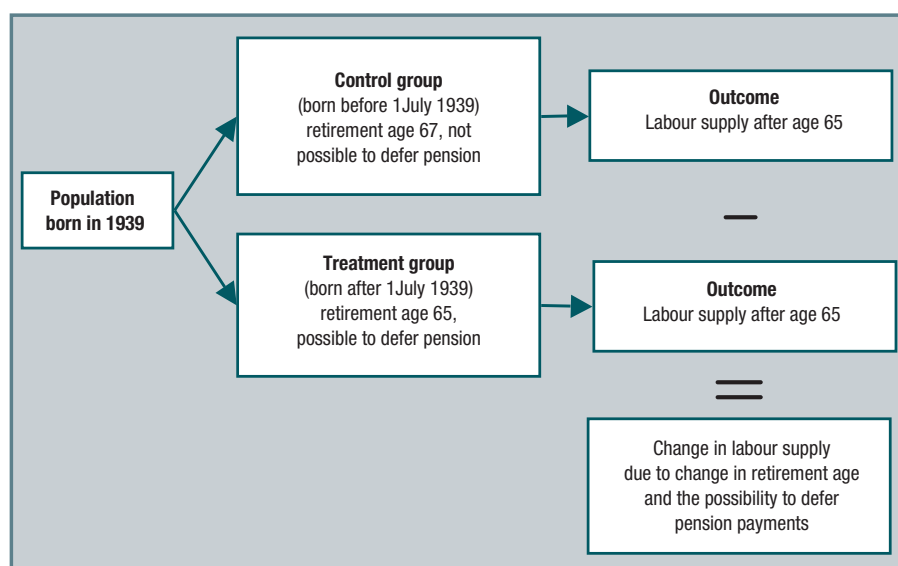 Population
born in 1939
Control group
(born before 1July 1939)
retirement age 67, not
possible to defer pension
Outcome
Labour supply after age 65
—
Treatment group
(born after 1July 1939)
retirement age 65,
possible to defer pension
Outcome
Labour supply after age 65
=
Change in labour supply
due to change in retirement age
and the possibility to defer
pension payments